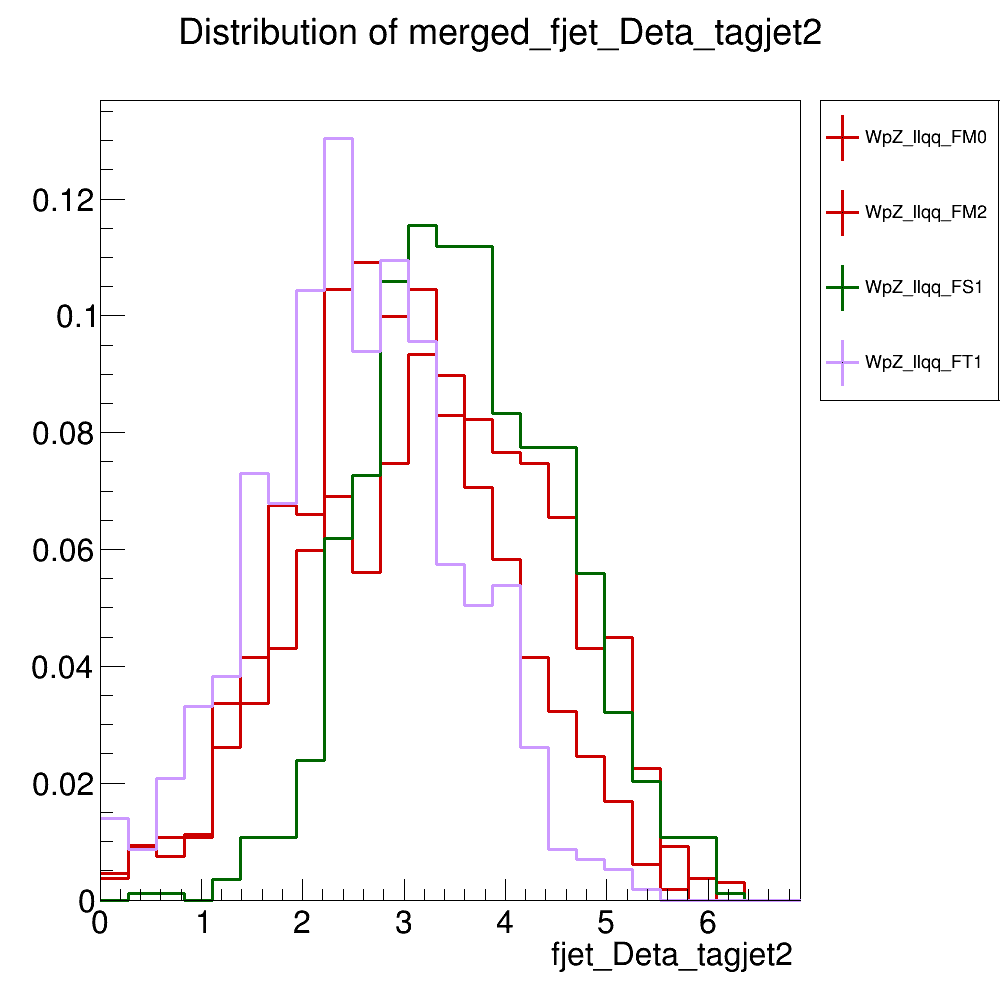 Distribution of merged_fjet_Deta_tagjet2
WpZ_llqq_FM0
WpZ_llqq_FM2
WpZ_llqq_FS1
WpZ_llqq_FT1
0.12
0.1
0.08
0.06
0.04
0.02
0
0 1 2 3 4 5 6
fjet_Deta_tagjet2